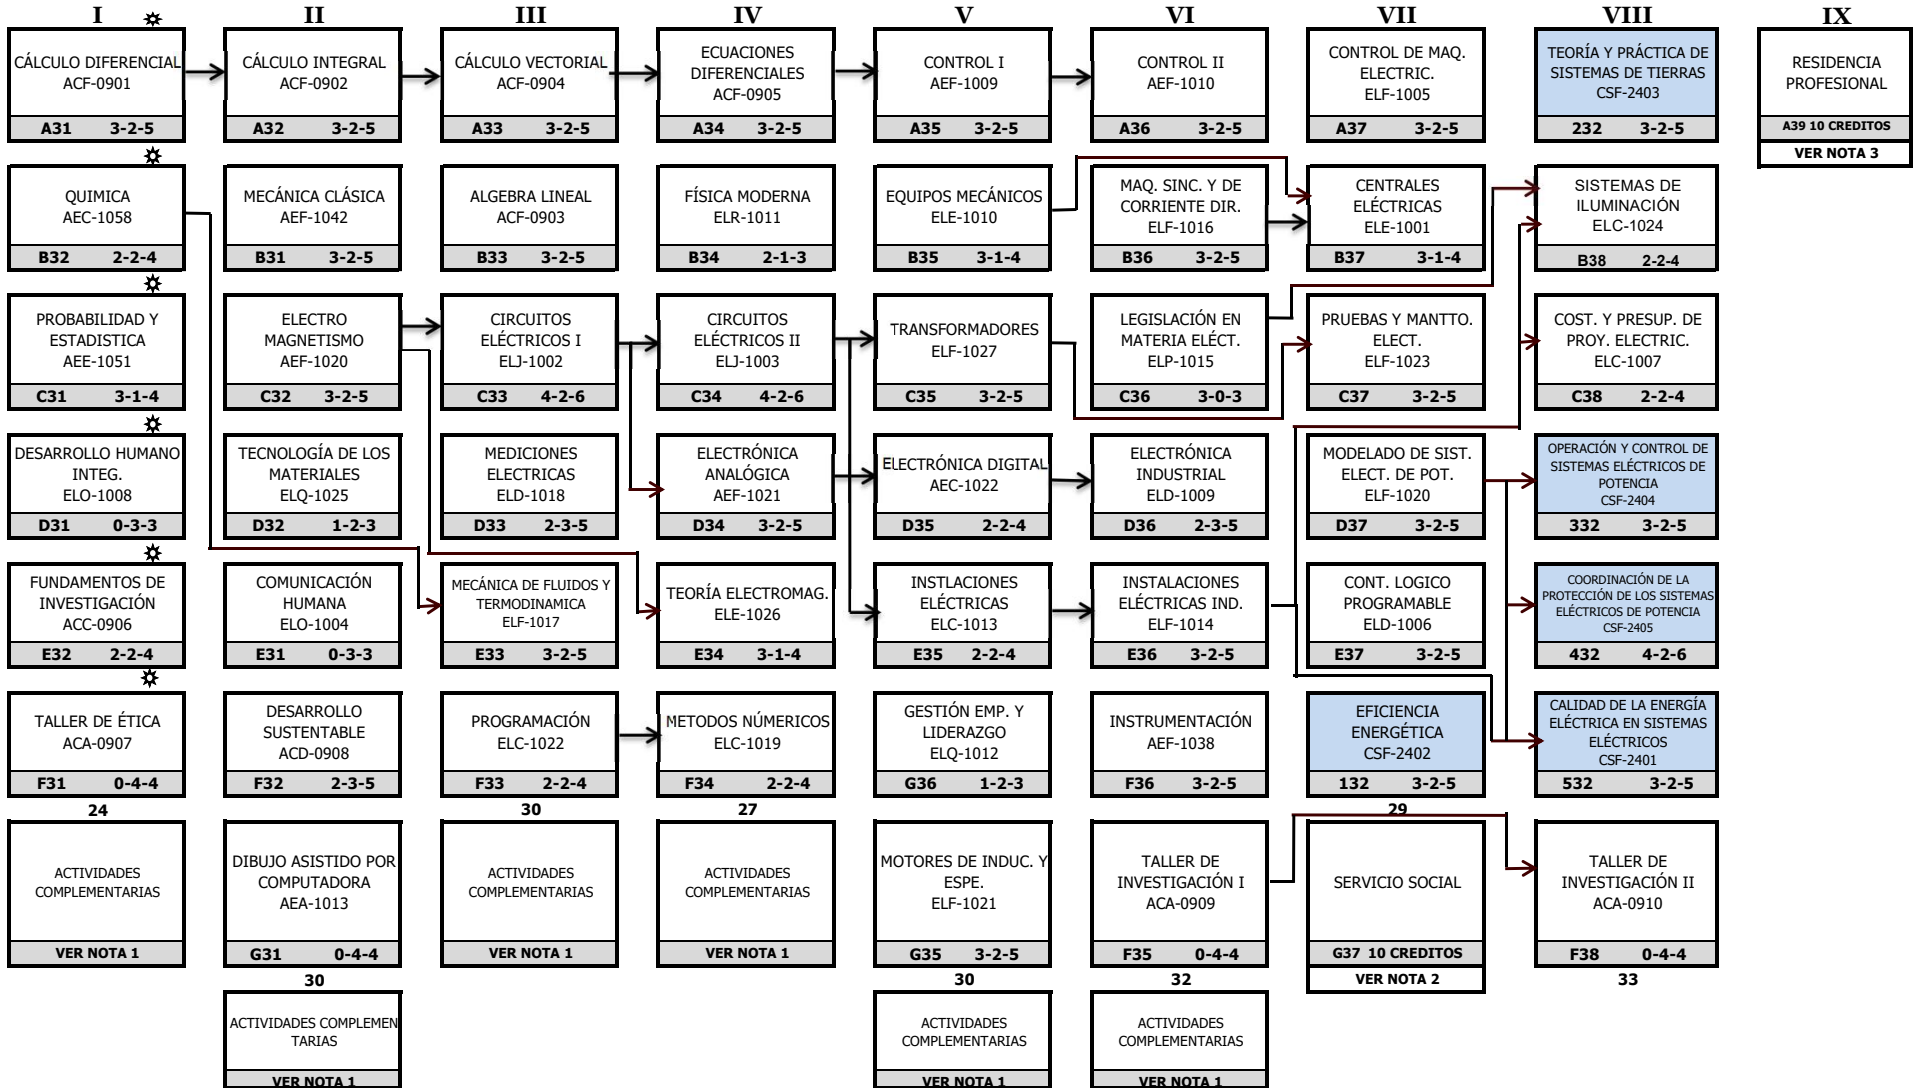 I II III IV V VI VII VIII IX
CÁLCULO DIFERENCIAL
ACF-0901
A31 3-2-5
CÁLCULO INTEGRAL
ACF-0902
A32 3-2-5
CÁLCULO VECTORIAL
ACF-0904
A33 3-2-5
ECUACIONES
DIFERENCIALES
ACF-0905
A34 3-2-5
CONTROL I
AEF-1009
A35 3-2-5
CONTROL II
AEF-1010
A36 3-2-5
CONTROL DE MAQ.
ELECTRIC.
ELF-1005
A37 3-2-5
TEORÍA Y PRÁCTICA DE
SISTEMAS DE TIERRAS
CSF-2403
232 3-2-5
RESIDENCIA
PROFESIONAL
A39 10 CREDITOS
VER NOTA 3
QUIMICA
AEC-1058
B32 2-2-4
MECÁNICA CLÁSICA
AEF-1042
B31 3-2-5
ALGEBRA LINEAL
ACF-0903
B33 3-2-5
FÍSICA MODERNA
ELR-1011
B34 2-1-3
EQUIPOS MECÁNICOS
ELE-1010
B35 3-1-4
MAQ. SINC. Y DE
CORRIENTE DIR.
ELF-1016
B36 3-2-5
CENTRALES
ELÉCTRICAS
ELE-1001
B37 3-1-4
SISTEMAS DE
ILUMINACIÓN
ELC-1024
B38 2-2-4
PROBABILIDAD Y
ESTADISTICA
AEE-1051
C31 3-1-4
ELECTRO
MAGNETISMO
AEF-1020
C32 3-2-5
CIRCUITOS
ELÉCTRICOS I
ELJ-1002
C33 4-2-6
CIRCUITOS
ELÉCTRICOS II
ELJ-1003
C34 4-2-6
TRANSFORMADORES
ELF-1027
C35 3-2-5
LEGISLACIÓN EN
MATERIA ELÉCT.
ELP-1015
C36 3-0-3
PRUEBAS Y MANTTO.
ELECT.
ELF-1023
C37 3-2-5
COST. Y PRESUP. DE
PROY. ELECTRIC.
ELC-1007
C38 2-2-4
DESARROLLO HUMANO
INTEG.
ELO-1008
D31 0-3-3
TECNOLOGÍA DE LOS
MATERIALES
ELQ-1025
D32 1-2-3
MEDICIONES
ELECTRICAS
ELD-1018
D33 2-3-5
ELECTRÓNICA
ANALÓGICA
AEF-1021
D34 3-2-5
ELECTRÓNICA DIGITAL
AEC-1022
D35 2-2-4
ELECTRÓNICA
INDUSTRIAL
ELD-1009
D36 2-3-5
MODELADO DE SIST.
ELECT. DE POT.
ELF-1020
D37 3-2-5
OPERACIÓN Y CONTROL DE
SISTEMAS ELÉCTRICOS DE
POTENCIA
CSF-2404
332 3-2-5
FUNDAMENTOS DE
INVESTIGACIÓN
ACC-0906
E32 2-2-4
COMUNICACIÓN
HUMANA
ELO-1004
E31 0-3-3
MECÁNICA DE FLUIDOS Y
TERMODINAMICA
ELF-1017
E33 3-2-5
TEORÍA ELECTROMAG.
ELE-1026
E34 3-1-4
INSTLACIONES
ELÉCTRICAS
ELC-1013
E35 2-2-4
INSTALACIONES
ELÉCTRICAS IND.
ELF-1014
E36 3-2-5
CONT. LOGICO
PROGRAMABLE
ELD-1006
E37 3-2-5
COORDINACIÓN DE LA
PROTECCIÓN DE LOS SISTEMAS
ELÉCTRICOS DE POTENCIA
CSF-2405
432 4-2-6
TALLER DE ÉTICA
ACA-0907
F31 0-4-4
24
DESARROLLO
SUSTENTABLE
ACD-0908
F32 2-3-5
PROGRAMACIÓN
ELC-1022
F33 2-2-4
30
METODOS NÚMERICOS
ELC-1019
F34 2-2-4
27
GESTIÓN EMP. Y
LIDERAZGO
ELQ-1012
G36 1-2-3
INSTRUMENTACIÓN
AEF-1038
F36 3-2-5
EFICIENCIA
ENERGÉTICA
CSF-2402
132 3-2-5
29
CALIDAD DE LA ENERGÍA
ELÉCTRICA EN SISTEMAS
ELÉCTRICOS
CSF-2401
532 3-2-5
ACTIVIDADES
COMPLEMENTARIAS
VER NOTA 1
DIBUJO ASISTIDO POR
COMPUTADORA
AEA-1013
G31 0-4-4
30
ACTIVIDADES
COMPLEMENTARIAS
VER NOTA 1
ACTIVIDADES
COMPLEMENTARIAS
VER NOTA 1
MOTORES DE INDUC. Y
ESPE.
ELF-1021
G35 3-2-5
30
TALLER DE
INVESTIGACIÓN I
ACA-0909
F35 0-4-4
32
SERVICIO SOCIAL
G37 10 CREDITOS
VER NOTA 2
TALLER DE
INVESTIGACIÓN II
ACA-0910
F38 0-4-4
33
ACTIVIDADES COMPLEMEN
TARIAS
VER NOTA 1
ACTIVIDADES
COMPLEMENTARIAS
VER NOTA 1
ACTIVIDADES
COMPLEMENTARIAS
VER NOTA 1